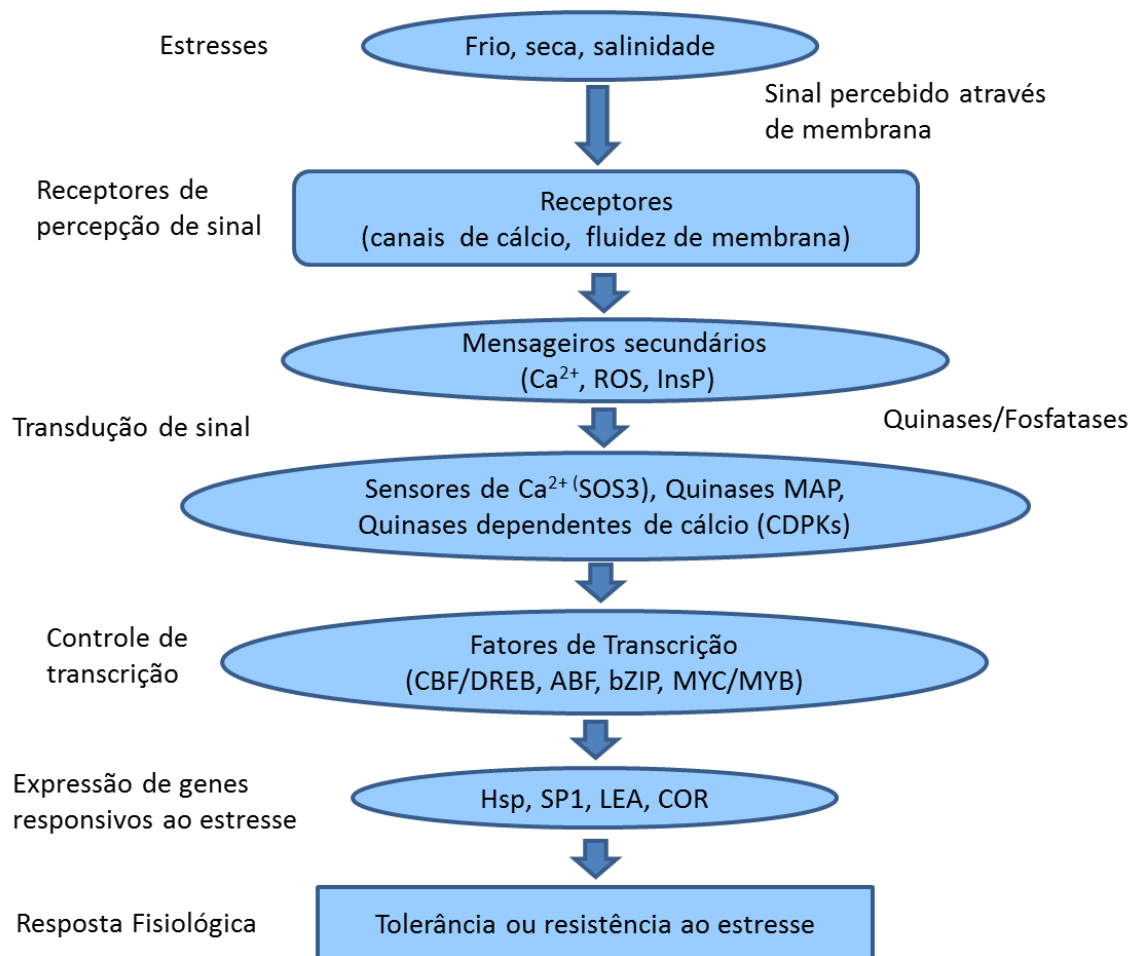 Estresses
Frio, seca, salinidade
Sinal percebido através
de membrana
Receptores de
percepção de sinal
Receptores
(canais de cálcio, fluidez de membrana)
Mensageiros secundários
(Ca²⁺, ROS, InsP)
Transdução de sinal
Quinases/Fosfatases
Sensores de Ca²⁺ ⁽SOS3), Quinases MAP,
Quinases dependentes de cálcio (CDPKs)
Controle de
transcrição
Fatores de Transcrição
(CBF/DREB, ABF, bZIP, MYC/MYB)
Expressão de genes
responsivos ao estresse
Hsp, SP1, LEA, COR
Resposta Fisiológica
Tolerância ou resistência ao estresse